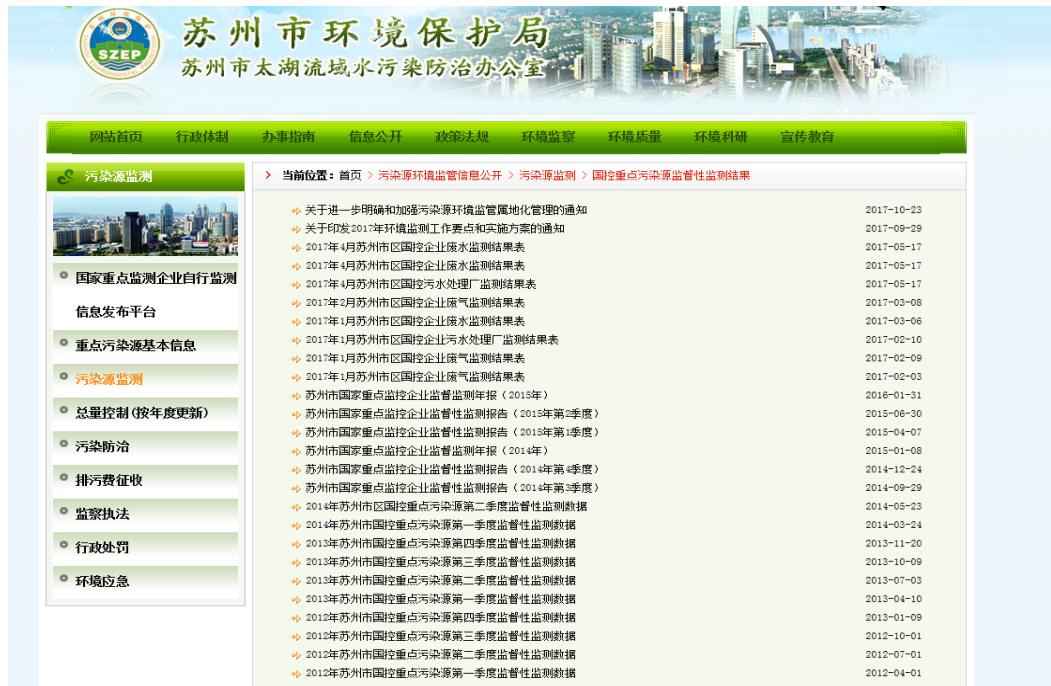 SZEP
苏州市环境保护局
苏州市太湖流域水污染防治办公室
网站首页 行政体制 办事指南 信息公开 政策法规 环境监察 环境质量 环境科研 宣传教育
污染源监测
国家重点监测企业自行监测
信息发布平台
重点污染源基本信息
污染源监测
总量控制(按年度更新)
污染防治
排污费征收
监察执法
行政处罚
环境应急
当前位置:首页 > 污染源环境监管信息公开 > 污染源监测 > 国控重点污染源监督性监测结果
关于进一步明确和加强污染源环境监管属地化管理的通知 2017-10-23
关于印发2017年环境监测工作要点和实施方案的通知 2017-09-29
2017年4月苏州市区国控企业废水监测结果表 2017-05-17
2017年4月苏州市区国控企业废水监测结果表 2017-05-17
2017年4月苏州市区国控污水处理厂监测结果表 2017-05-17
2017年2月苏州市区国控企业废气监测结果表 2017-03-08
2017年1月苏州市区国控企业废水监测结果表 2017-03-06
2017年1月苏州市区国控企业污水处理厂监测结果表 2017-02-10
2017年1月苏州市区国控企业废气监测结果表 2017-02-09
2017年1月苏州市区国控企业废气监测结果表 2017-02-03
苏州市国家重点监控企业监督监测年报(2015年) 2016-01-31
苏州市国家重点监控企业监督性监测报告(2015年第2季度) 2015-06-30
苏州市国家重点监控企业监督性监测报告(2015年第1季度) 2015-04-07
苏州市国家重点监控企业监督监测年报(2014年) 2015-01-08
苏州市国家重点监控企业监督性监测报告(2014年第4季度) 2014-12-24
苏州市国家重点监控企业监督性监测报告(2014年第3季度) 2014-09-29
2014年苏州市区国控重点污染源第二季度监督性监测数据 2014-05-23
2014年苏州市国控重点污染源第一季度监督性监测数据 2014-03-24
2013年苏州市国控重点污染源第四季度监督性监测数据 2013-11-20
2013年苏州市国控重点污染源第三季度监督性监测数据 2013-10-09
2013年苏州市国控重点污染源第二季度监督性监测数据 2013-07-03
2013年苏州市国控重点污染源第一季度监督性监测数据 2013-04-10
2012年苏州市国控重点污染源第四季度监督性监测数据 2013-01-09
2012年苏州市国控重点污染源第三季度监督性监测数据 2012-10-01
2012年苏州市国控重点污染源第二季度监督性监测数据 2012-07-01
2012年苏州市国控重点污染源第一季度监督性监测数据 2012-04-01